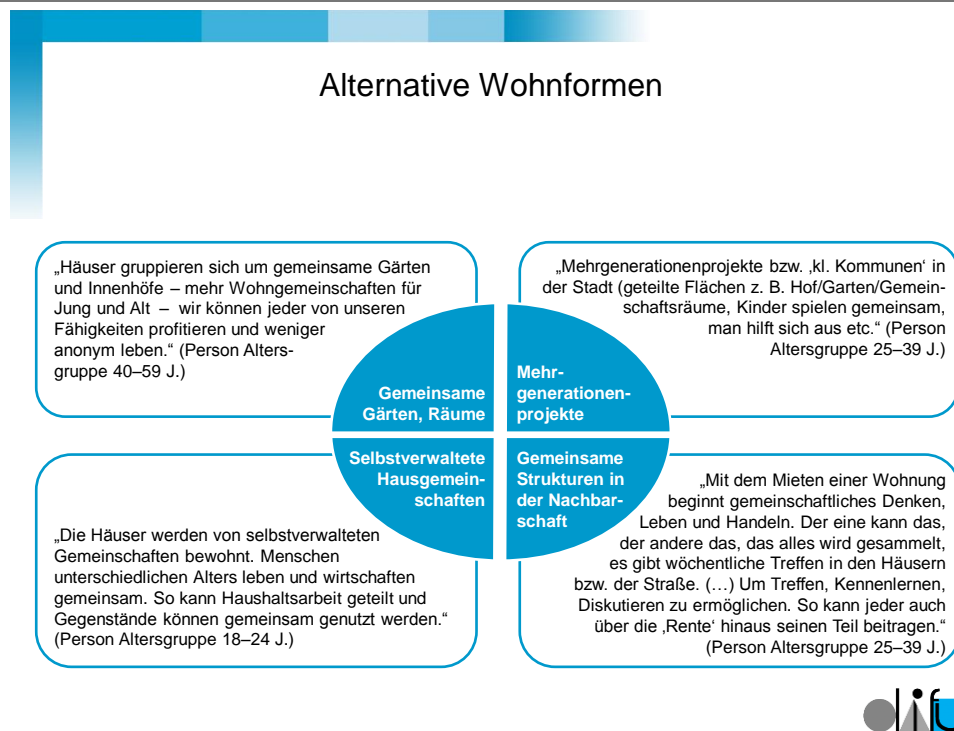 Alternative Wohnformen
„Häuser gruppieren sich um gemeinsame Gärten
und Innenhöfe – mehr Wohngemeinschaften für
Jung und Alt – wir können jeder von unseren
Fähigkeiten profitieren und weniger
anonym leben.“ (Person Alters-
gruppe 40–59 J.)
„Mehrgenerationenprojekte bzw. ‚kl. Kommunen‘ in
der Stadt (geteilte Flächen z. B. Hof/Garten/Gemein-
schaftsräume, Kinder spielen gemeinsam,
man hilft sich aus etc.“ (Person
Altersgruppe 25–39 J.)
Gemeinsame
Gärten, Räume
Mehr-
generationen-
projekte
Selbstverwaltete
Hausgemein-
schaften
Gemeinsame
Strukturen in
der Nachbar-
schaft
„Die Häuser werden von selbstverwalteten
Gemeinschaften bewohnt. Menschen
unterschiedlichen Alters leben und wirtschaften
gemeinsam. So kann Haushaltsarbeit geteilt und
Gegenstände können gemeinsam genutzt werden.“
(Person Altersgruppe 18–24 J.)
„Mit dem Mieten einer Wohnung
beginnt gemeinschaftliches Denken,
Leben und Handeln. Der eine kann das,
der andere das, das alles wird gesammelt,
es gibt wöchentliche Treffen in den Häusern
bzw. der Straße. (…) Um Treffen, Kennenlernen,
Diskutieren zu ermöglichen. So kann jeder auch
über die ‚Rente‘ hinaus seinen Teil beitragen.“
(Person Altersgruppe 25–39 J.)